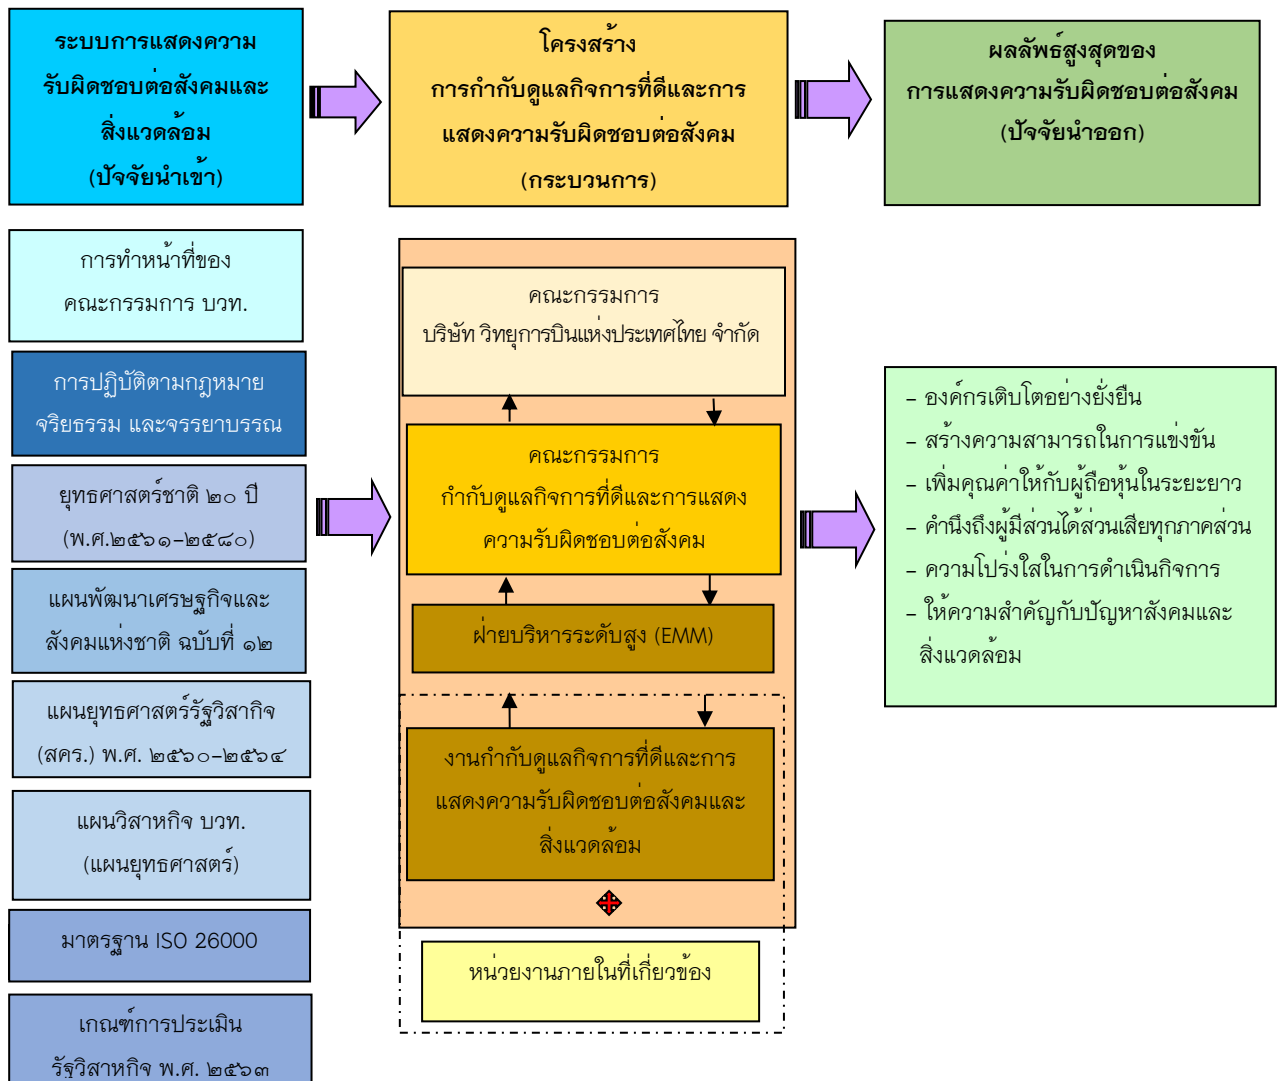 ระบบการแสดงความ
รับผิดชอบต่อสังคมและ
สิ่งแวดล้อม
(ปัจจัยนำเข้า)
โครงสร้าง
การกำกับดูแลกิจการที่ดีและการ
แสดงความรับผิดชอบต่อสังคม
(กระบวนการ)
ผลลัพธ์สูงสุดของ
การแสดงความรับผิดชอบต่อสังคม
(ปัจจัยนำออก)
การทำหน้าที่ของ
คณะกรรมการ บวท.
การปฏิบัติตามกฎหมาย
จริยธรรม และจรรยาบรรณ
ยุทธศาสตร์ชาติ ๒๐ ปี
(พ.ศ.๒๕๖๑-๒๕๘๐)
แผนพัฒนาเศรษฐกิจและ
สังคมแห่งชาติ ฉบับที่ ๑๒
แผนยุทธศาสตร์รัฐวิสากิจ
(สคร.) พ.ศ. ๒๕๖๐-๒๕๖๔
แผนวิสาหกิจ บวท.
(แผนยุทธศาสตร์)
มาตรฐาน ISO 26000
เกณฑ์การประเมิน
รัฐวิสาหกิจ พ.ศ. ๒๕๖๓
คณะกรรมการ
บริษัท วิทยุการบินแห่งประเทศไทย จำกัด
คณะกรรมการ
กำกับดูแลกิจการที่ดีและการแสดง
ความรับผิดชอบต่อสังคม
ฝ่ายบริหารระดับสูง (EMM)
งานกำกับดูแลกิจการที่ดีและการ
แสดงความรับผิดชอบต่อสังคมและ
สิ่งแวดล้อม
หน่วยงานภายในที่เกี่ยวข้อง
- องค์กรเติบโตอย่างยั่งยืน
- สร้างความสามารถในการแข่งขัน
- เพิ่มคุณค่าให้กับผู้ถือหุ้นในระยะยาว
- คำนึงถึงผู้มีส่วนได้ส่วนเสียทุกภาคส่วน
- ความโปร่งใสในการดำเนินกิจการ
- ให้ความสำคัญกับปัญหาสังคมและ
สิ่งแวดล้อม